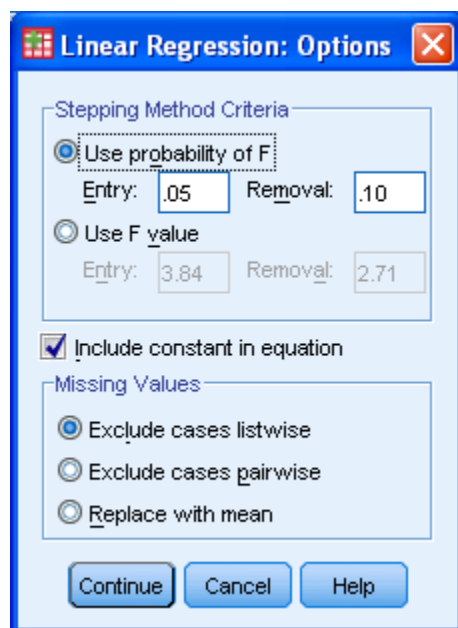 Linear Regression: Options
Stepping Method Criteria
Use probability of F
Entry: .05 Removal: .10
Use F value
Entry: 3.84 Removal: 2.71
Include constant in equation
Missing Values
Exclude cases listwise
Exclude cases pairwise
Replace with mean
Continue Cancel Help